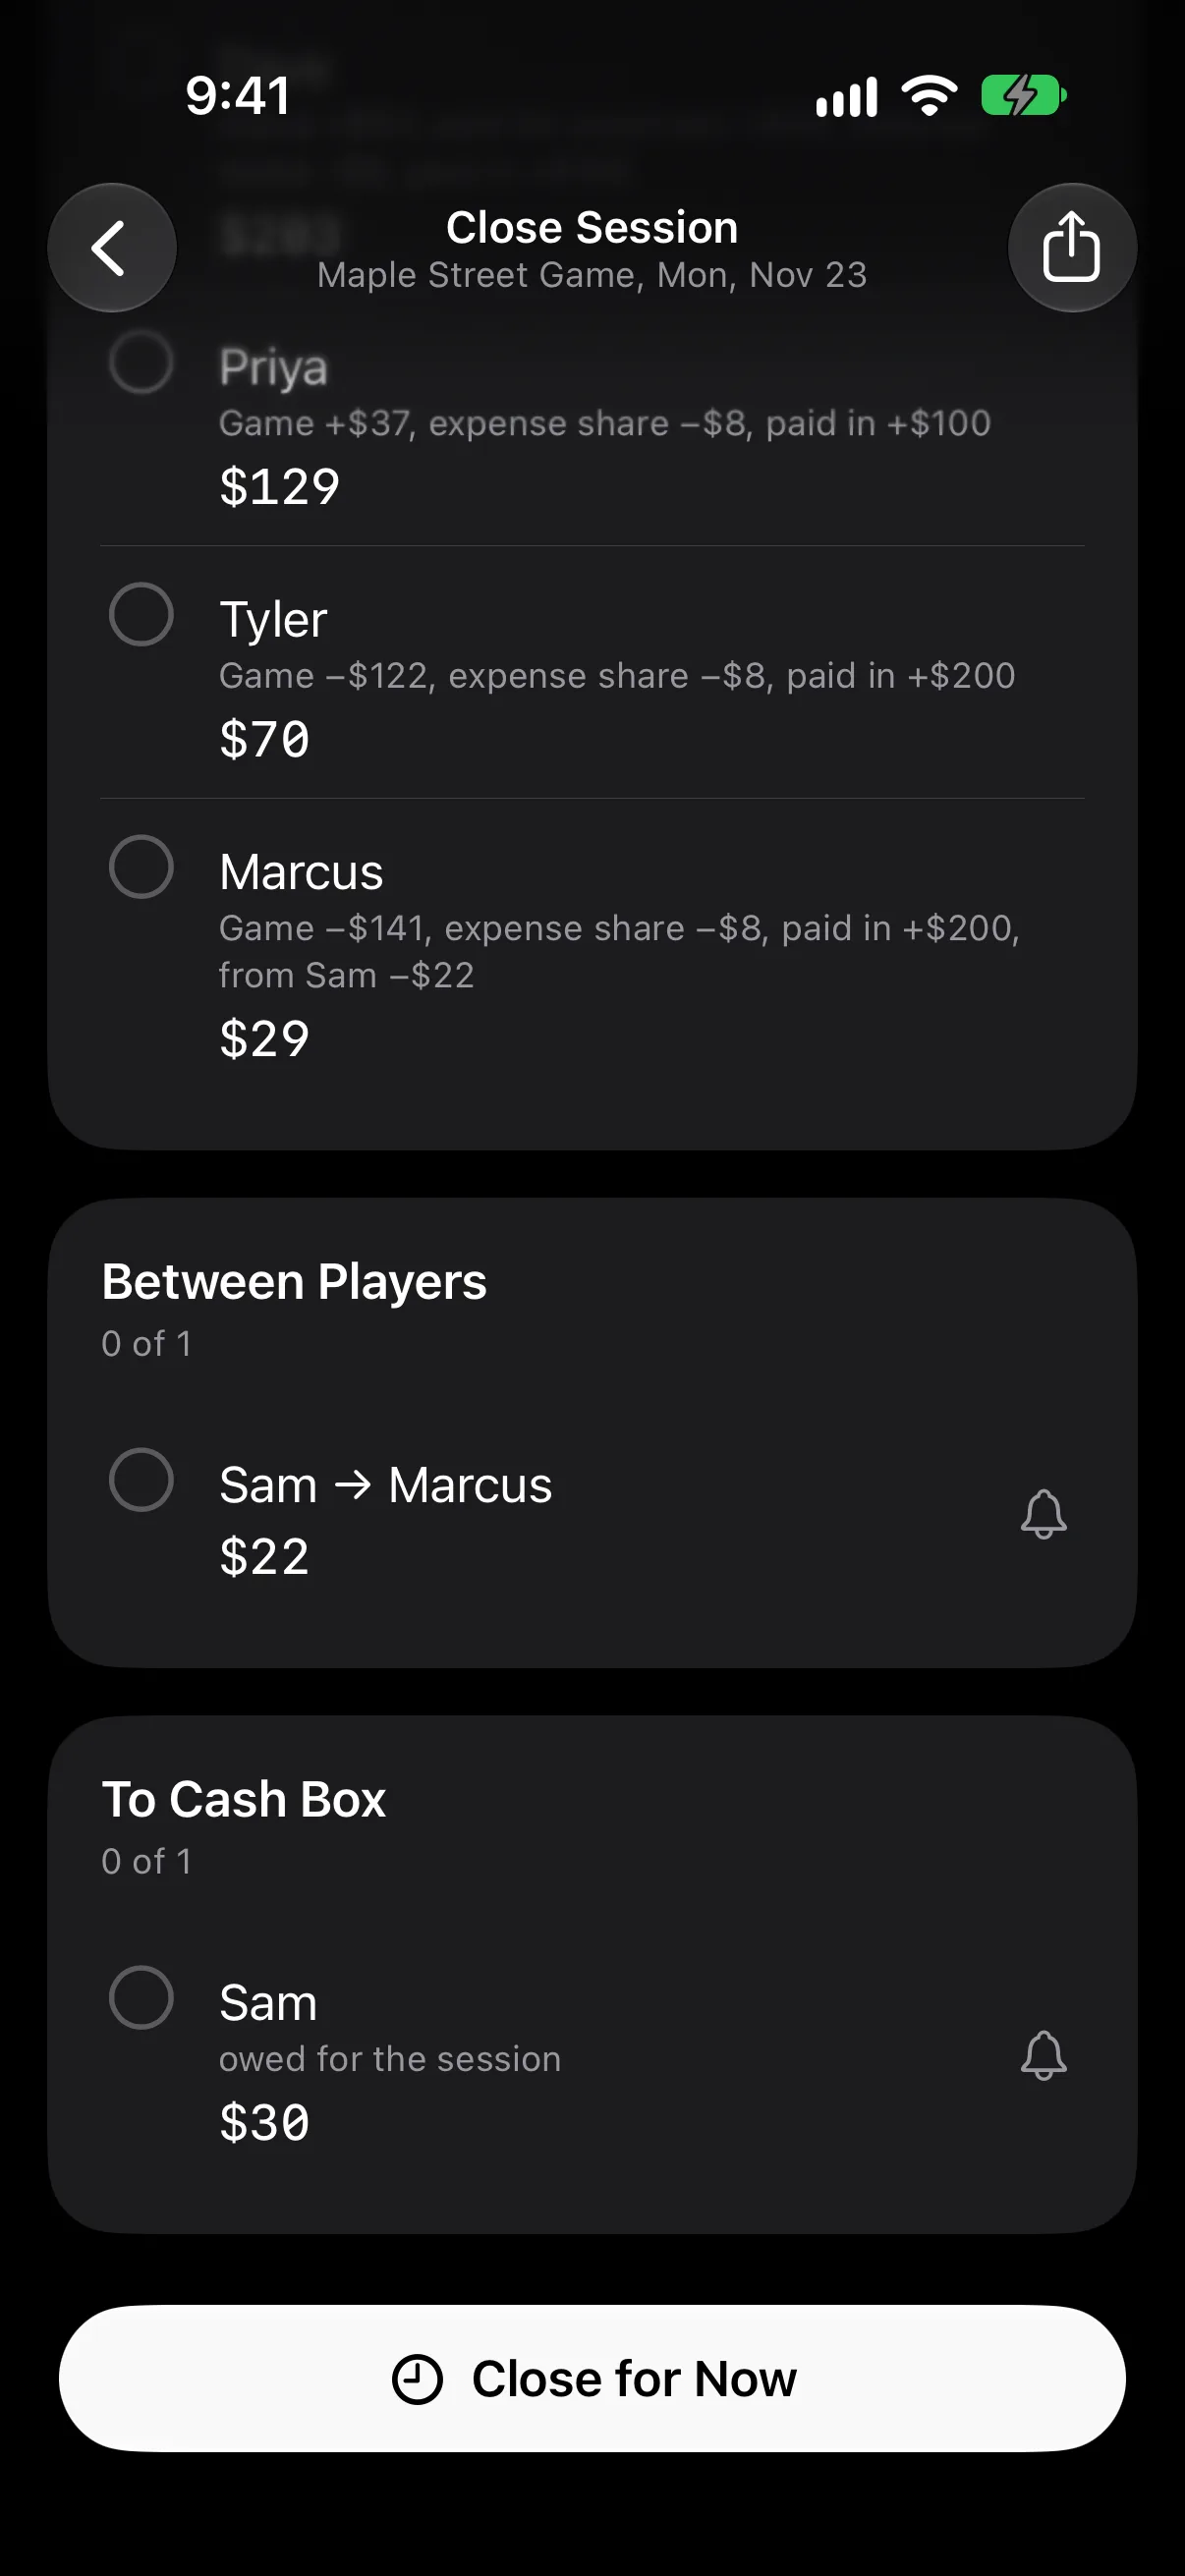 9:41
Close Session
Maple Street Game, Mon, Nov 23
$203
Priya
Game +$37, expense share −$8, paid in +$100
$129
Tyler
Game −$122, expense share −$8, paid in +$200
$70
Marcus
Game −$141, expense share −$8, paid in +$200,
from Sam −$22
$29
Between Players
0 of 1
Sam → Marcus
$22
To Cash Box
0 of 1
Sam
owed for the session
$30
Close for Now